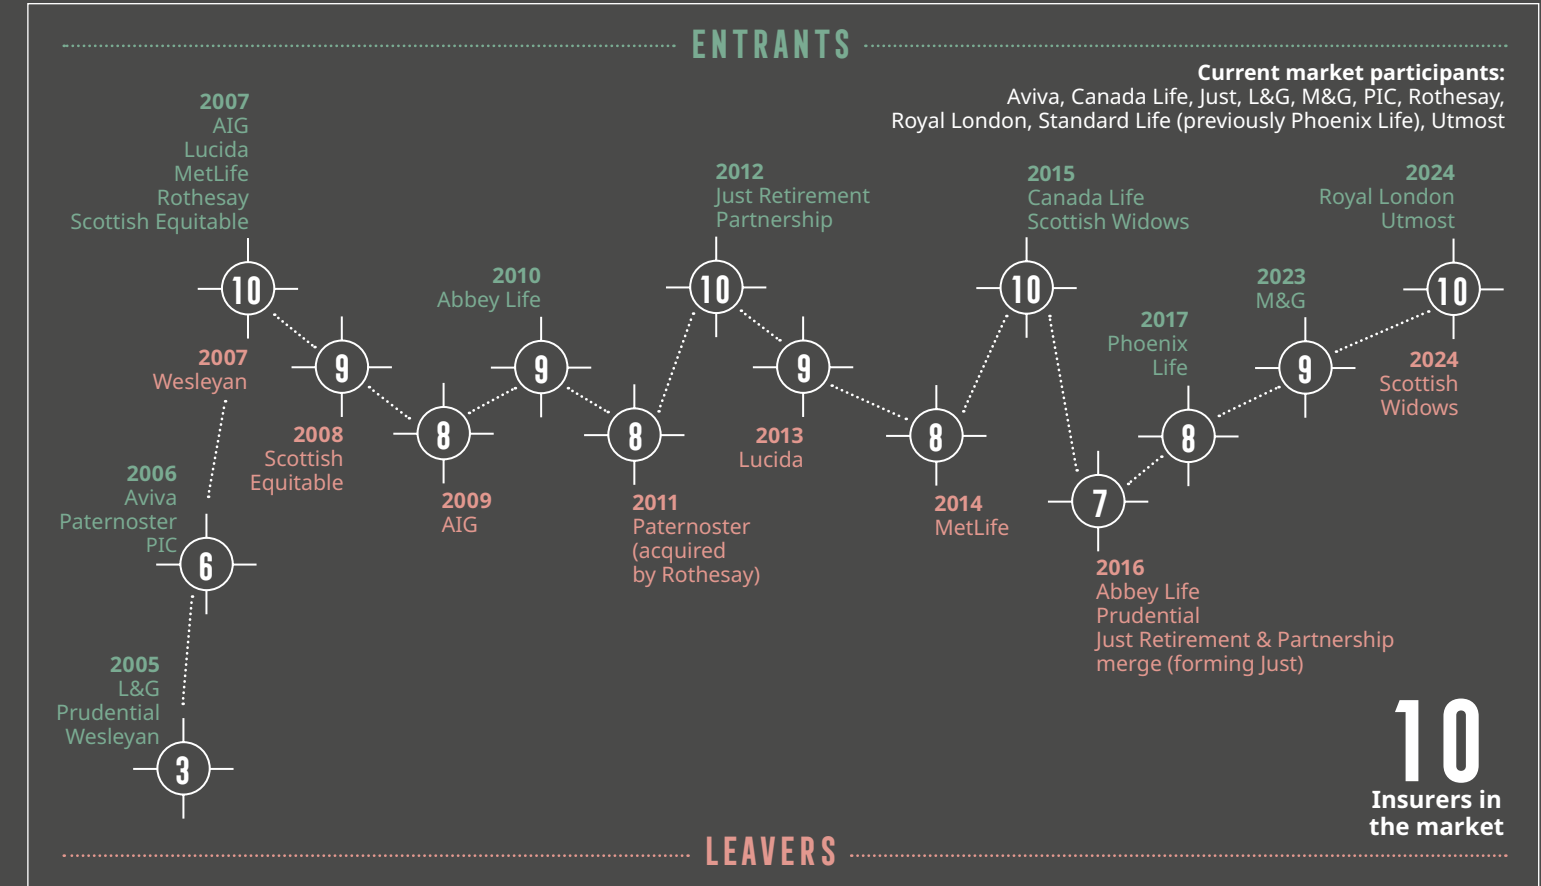 ENTRANTS
Current market participants:
Aviva, Canada Life, Just, L&G, M&G, PIC, Rothesay,
Royal London, Standard Life (previously Phoenix Life), Utmost
2007
AIG
Lucida
MetLife
Rothesay
Scottish Equitable
10
2007
Wesleyan
2006
Aviva
Paternoster
PIC
6
2005
L&G
Prudential
Wesleyan
3
9
2008
Scottish
Equitable
8
2009
AIG
2010
Abbey Life
9
8
2011
Paternoster
(acquired
by Rothesay)
2012
Just Retirement
Partnership
10
9
2013
Lucida
8
2014
MetLife
2015
Canada Life
Scottish Widows
10
7
2016
Abbey Life
Prudential
Just Retirement & Partnership
merge (forming Just)
2017
Phoenix
Life
8
2023
M&G
9
2024
Royal London
Utmost
10
2024
Scottish
Widows
10
Insurers in
the market
LEAVERS